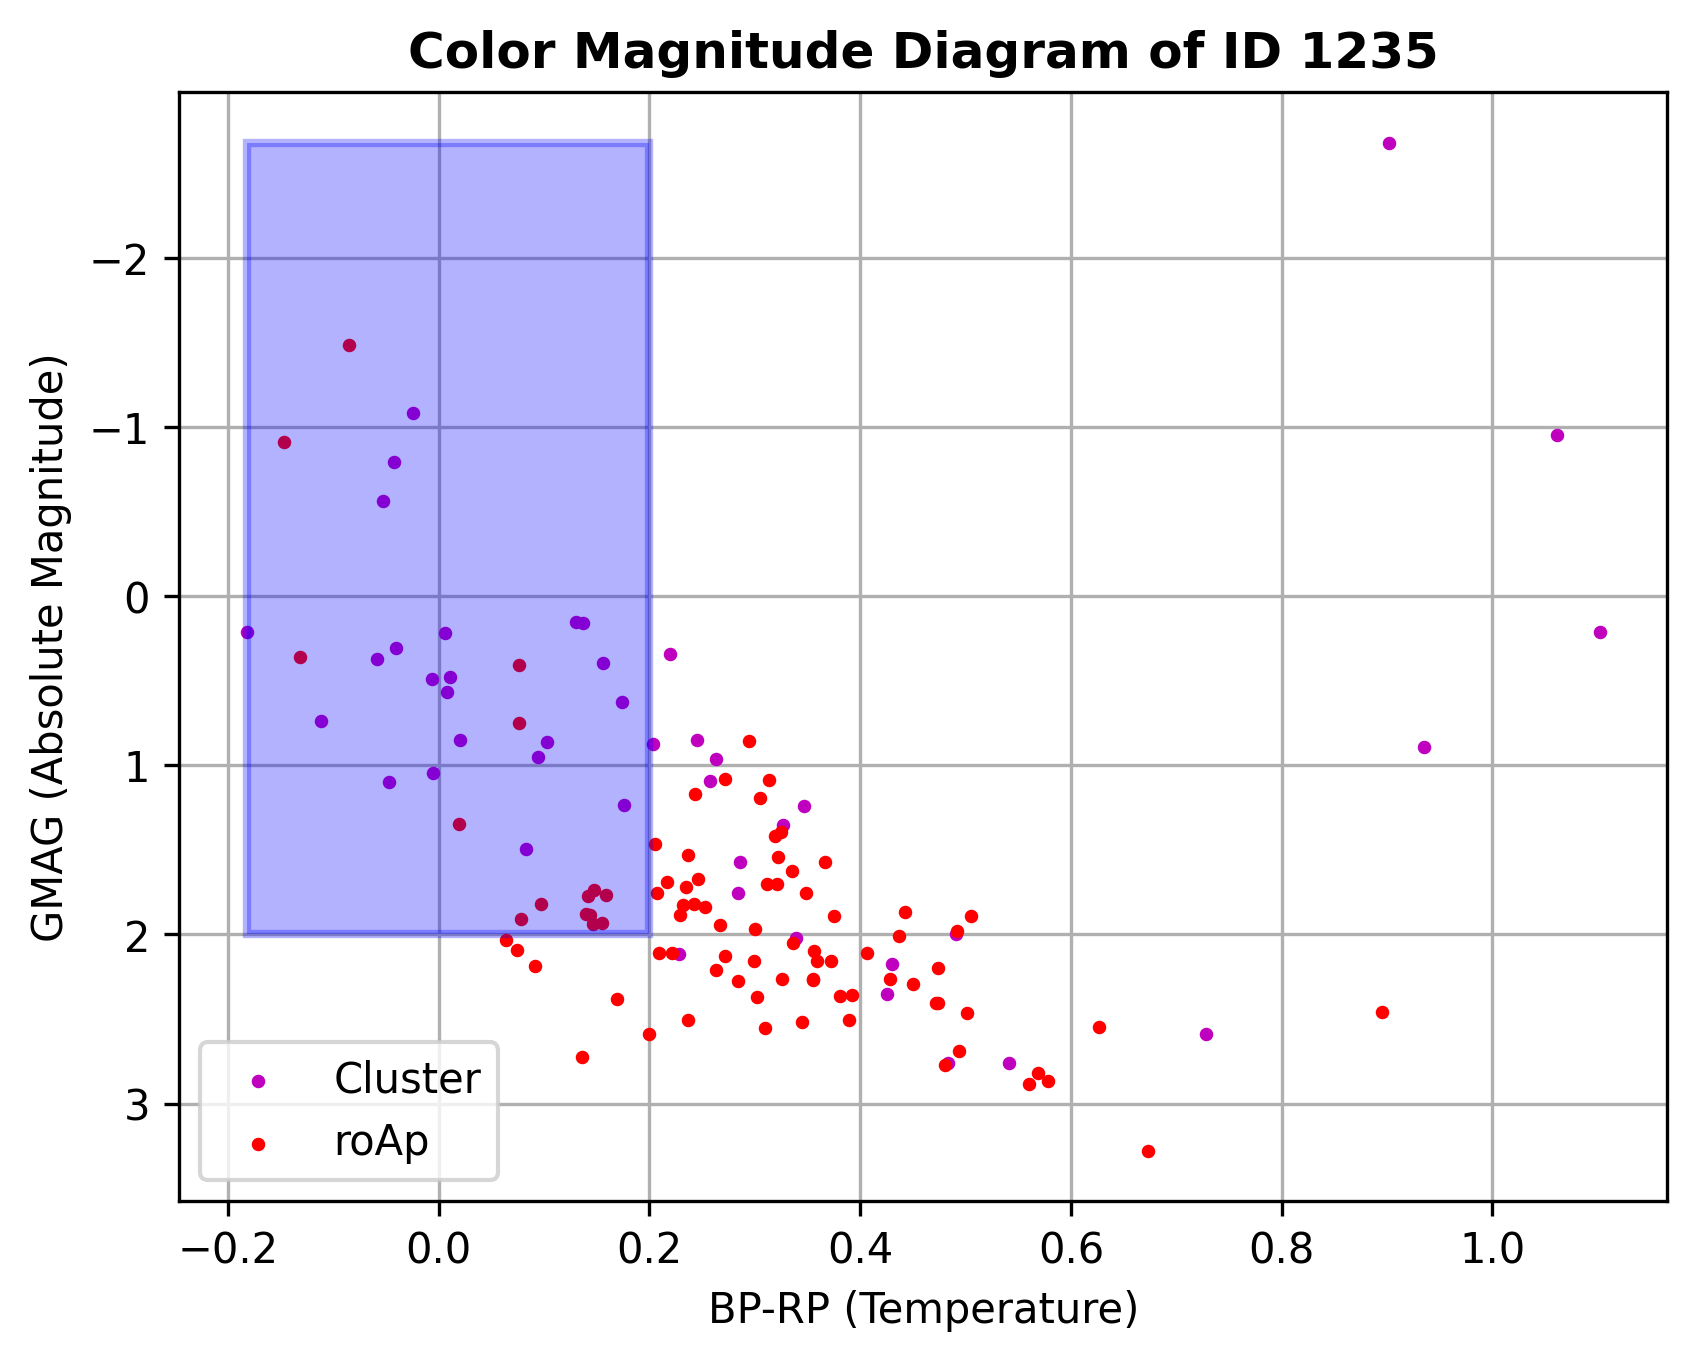 Color Magnitude Diagram of ID 1235
GMAG (Absolute Magnitude)
−2
−1
0
1
2
3
Cluster
roAp
−0.2 0.0 0.2 0.4 0.6 0.8 1.0
BP-RP (Temperature)